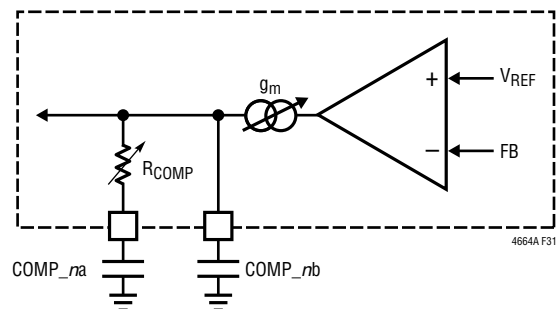 gm
+
VREF
RCOMP
−
FB
4664A F31
COMP_na
COMP_nb